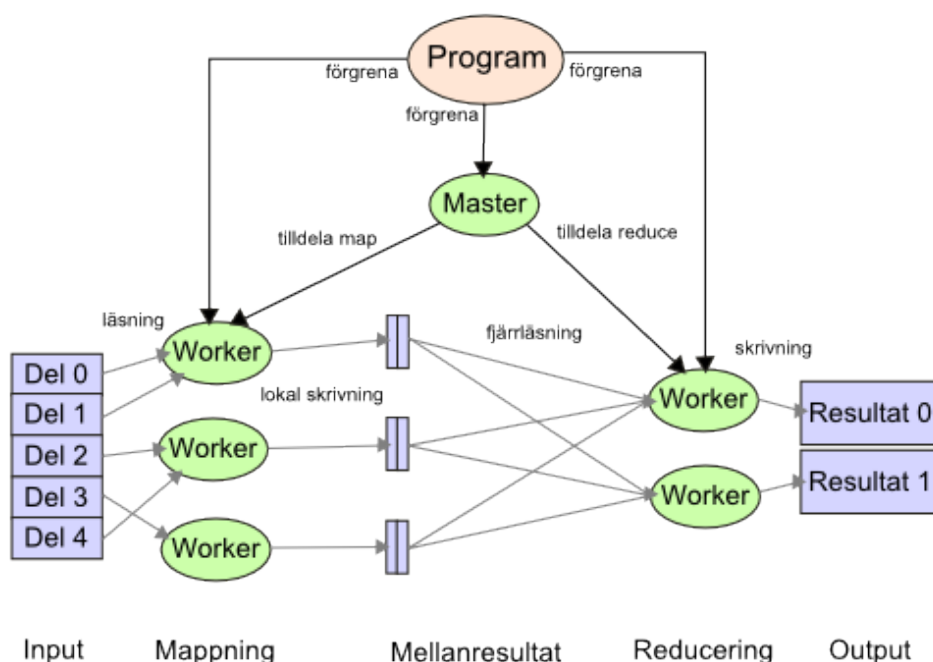 Program
förgrena
förgrena
förgrena
Master
tilldela map
tilldela reduce
läsning
Worker
fjärrläsning
skrivning
Del 0
Del 1
Del 2
Del 3
Del 4
lokal skrivning
Worker
Worker
Worker
Worker
Resultat 0
Resultat 1
Input
Mappning
Mellanresultat
Reducering
Output